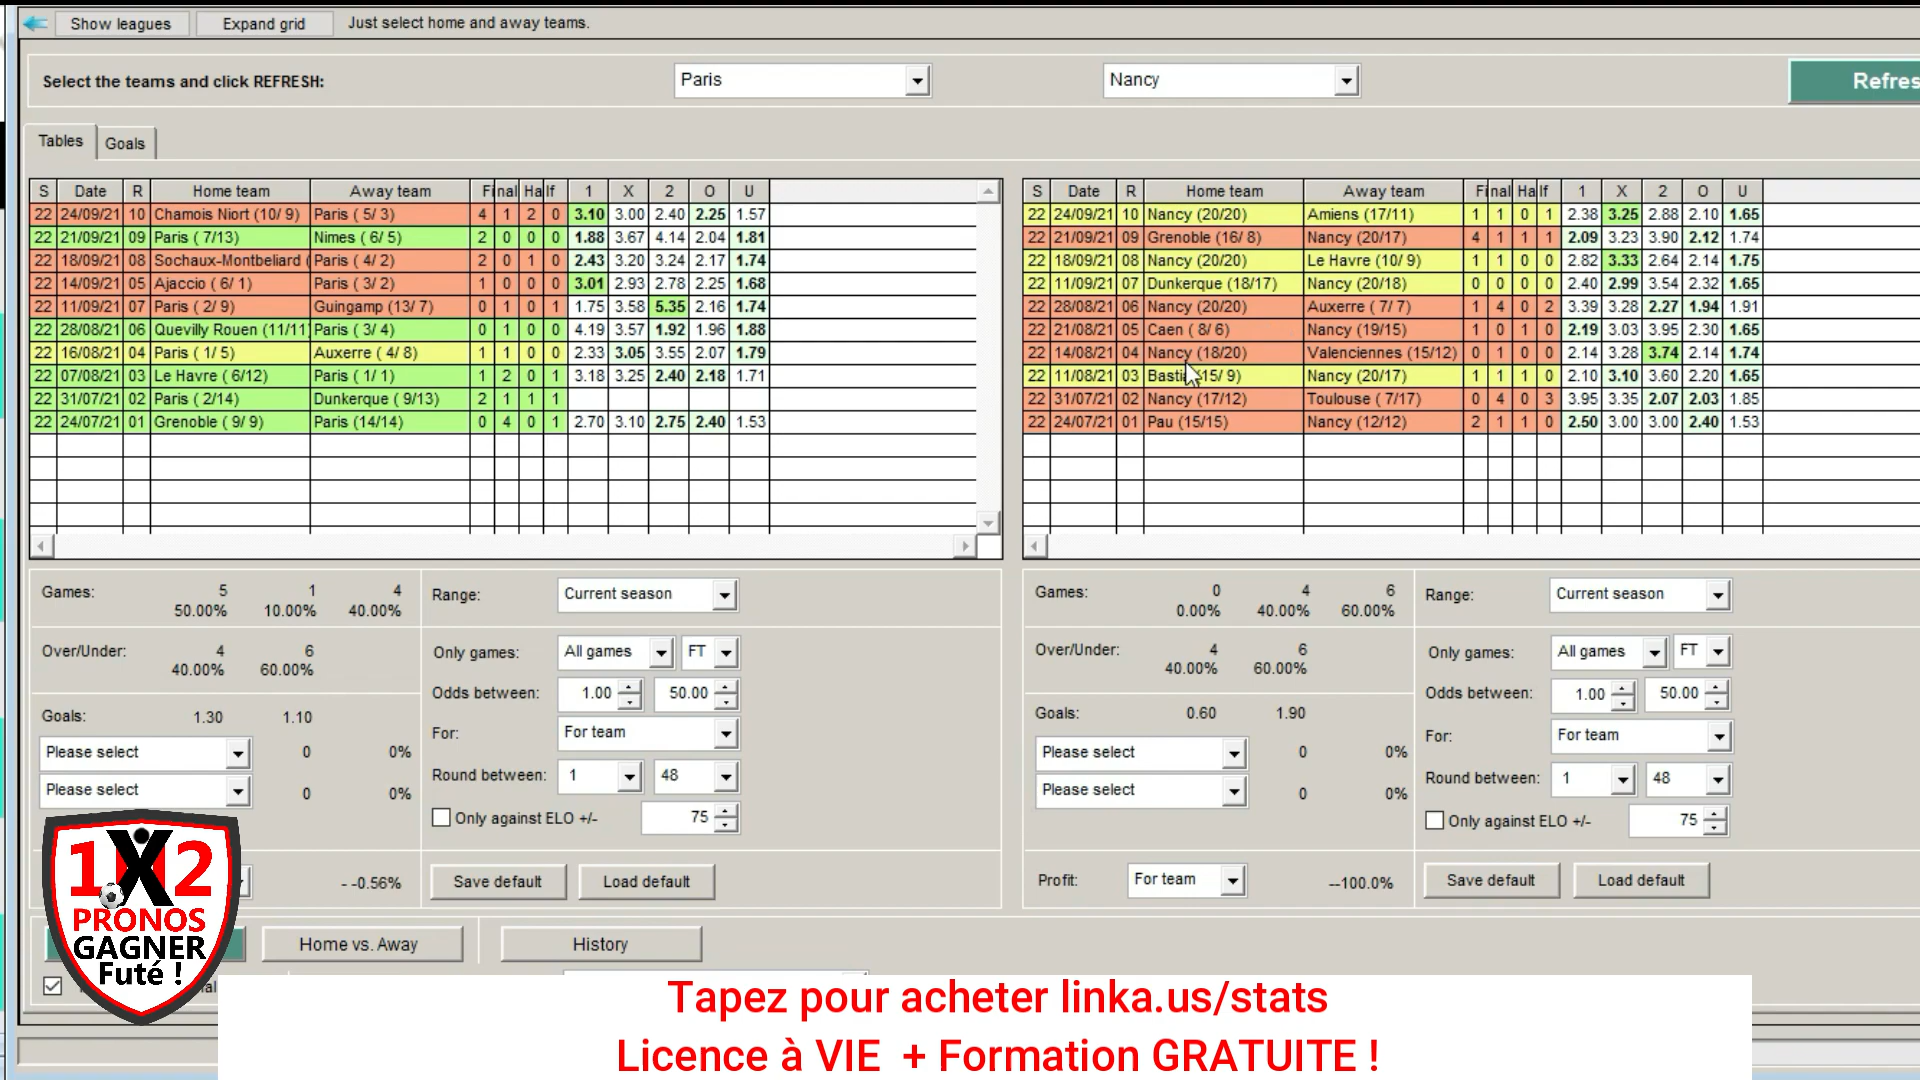 Show leagues Expand grid Just select home and away teams.
Select the teams and click REFRESH: Paris Nancy Refres
Tables Goals
S Date R Home team Away team Final Half 1 X 2 O U
22 24/09/21 10 Chamois Niort (10/ 9) Paris ( 5/ 3) 4 1 2 0 3.10 3.00 2.40 2.25 1.57
22 21/09/21 09 Paris ( 7/13) Nimes ( 6/ 5) 2 0 0 0 1.88 3.67 4.14 2.04 1.81
22 18/09/21 08 Sochaux-Montbeliard ( Paris ( 4/ 2) 2 0 1 0 2.43 3.20 3.24 2.17 1.74
22 14/09/21 05 Ajaccio ( 6/ 1) Paris ( 3/ 2) 1 0 0 0 3.01 2.93 2.78 2.25 1.68
22 11/09/21 07 Paris ( 2/ 9) Guingamp (13/ 7) 0 1 0 1 1.75 3.58 5.35 2.16 1.74
22 28/08/21 06 Quevilly Rouen (11/11 Paris ( 3/ 4) 0 1 0 0 4.19 3.57 1.92 1.96 1.88
22 16/08/21 04 Paris ( 1/ 5) Auxerre ( 4/ 8) 1 1 0 0 2.33 3.05 3.55 2.07 1.79
22 07/08/21 03 Le Havre ( 6/12) Paris ( 1/ 1) 1 2 0 1 3.18 3.25 2.40 2.18 1.71
22 31/07/21 02 Paris ( 2/14) Dunkerque ( 9/13) 2 1 1 1
22 24/07/21 01 Grenoble ( 9/ 9) Paris (14/14) 0 4 0 1 2.70 3.10 2.75 2.40 1.53
S Date R Home team Away team Final Half 1 X 2 O U
22 24/09/21 10 Nancy (20/20) Amiens (17/11) 1 1 0 1 2.38 3.25 2.88 2.10 1.65
22 21/09/21 09 Grenoble (16/ 8) Nancy (20/17) 4 1 1 1 2.09 3.23 3.90 2.12 1.74
22 18/09/21 08 Nancy (20/20) Le Havre (10/ 9) 1 1 0 0 2.82 3.33 2.64 2.14 1.75
22 11/09/21 07 Dunkerque (18/17) Nancy (20/18) 0 0 0 0 2.40 2.99 3.54 2.32 1.65
22 28/08/21 06 Nancy (20/20) Auxerre ( 7/ 7) 1 4 0 2 3.39 3.28 2.27 1.94 1.91
22 21/08/21 05 Caen ( 8/ 6) Nancy (19/15) 1 0 1 0 2.19 3.03 3.95 2.30 1.65
22 14/08/21 04 Nancy (18/20) Valenciennes (15/12) 0 1 0 0 2.14 3.28 3.74 2.14 1.74
22 11/08/21 03 Basti 15/ 9) Nancy (20/17) 1 1 1 0 2.10 3.10 3.60 2.20 1.65
22 31/07/21 02 Nancy (17/12) Toulouse ( 7/17) 0 4 0 3 3.95 3.35 2.07 2.03 1.85
22 24/07/21 01 Pau (15/15) Nancy (12/12) 2 1 1 0 2.50 3.00 3.00 2.40 1.53
Games: 5 1 4
50.00% 10.00% 40.00%
Over/Under: 4 6
40.00% 60.00%
Goals: 1.30 1.10
Please select 0 0%
Please select 0 0%
- -0.56%
Range: Current season
Only games: All games FT
Odds between: 1.00 50.00
For: For team
Round between: 1 48
Only against ELO +/- 75
Save default Load default
Games: 0 4 6
0.00% 40.00% 60.00%
Over/Under: 4 6
40.00% 60.00%
Goals: 0.60 1.90
Please select 0 0%
Please select 0 0%
Profit: For team --100.0%
Range: Current season
Only games: All games FT
Odds between: 1.00 50.00
For: For team
Round between: 1 48
Only against ELO +/- 75
Save default Load default
Home vs. Away History
1X2
PRONOS
GAGNER
Futé !
Tapez pour acheter linka.us/stats
Licence à VIE + Formation GRATUITE !